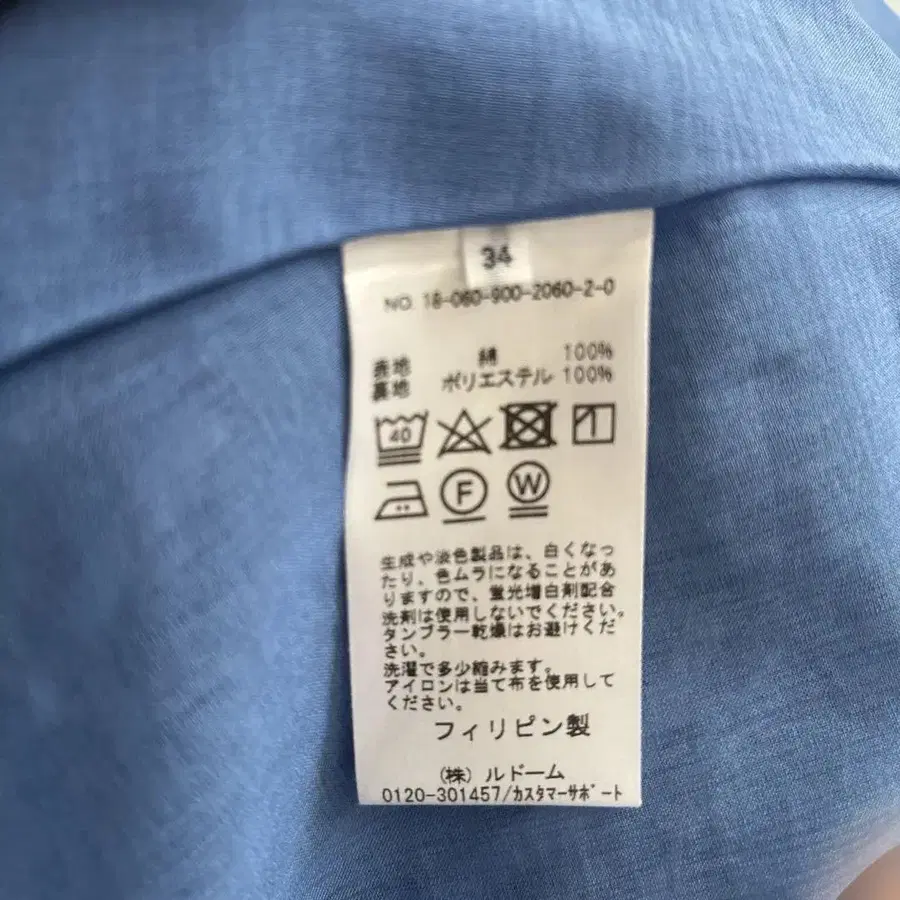 34
NO. 18-060-900-2060-2-0
表地 綿 100%
裏地 ポリエステル 100%
40
F W
生成や淡色製品は、白くなっ
たり、色ムラになることがあ
りますので、蛍光増白剤配合
洗剤は使用しないでください。
タンブラー乾燥はお避けくだ
さい。
洗濯で多少縮みます。
アイロンは当て布を使用して
ください。
フィリピン製
(株) ルドーム
0120-301457/カスタマーサポート